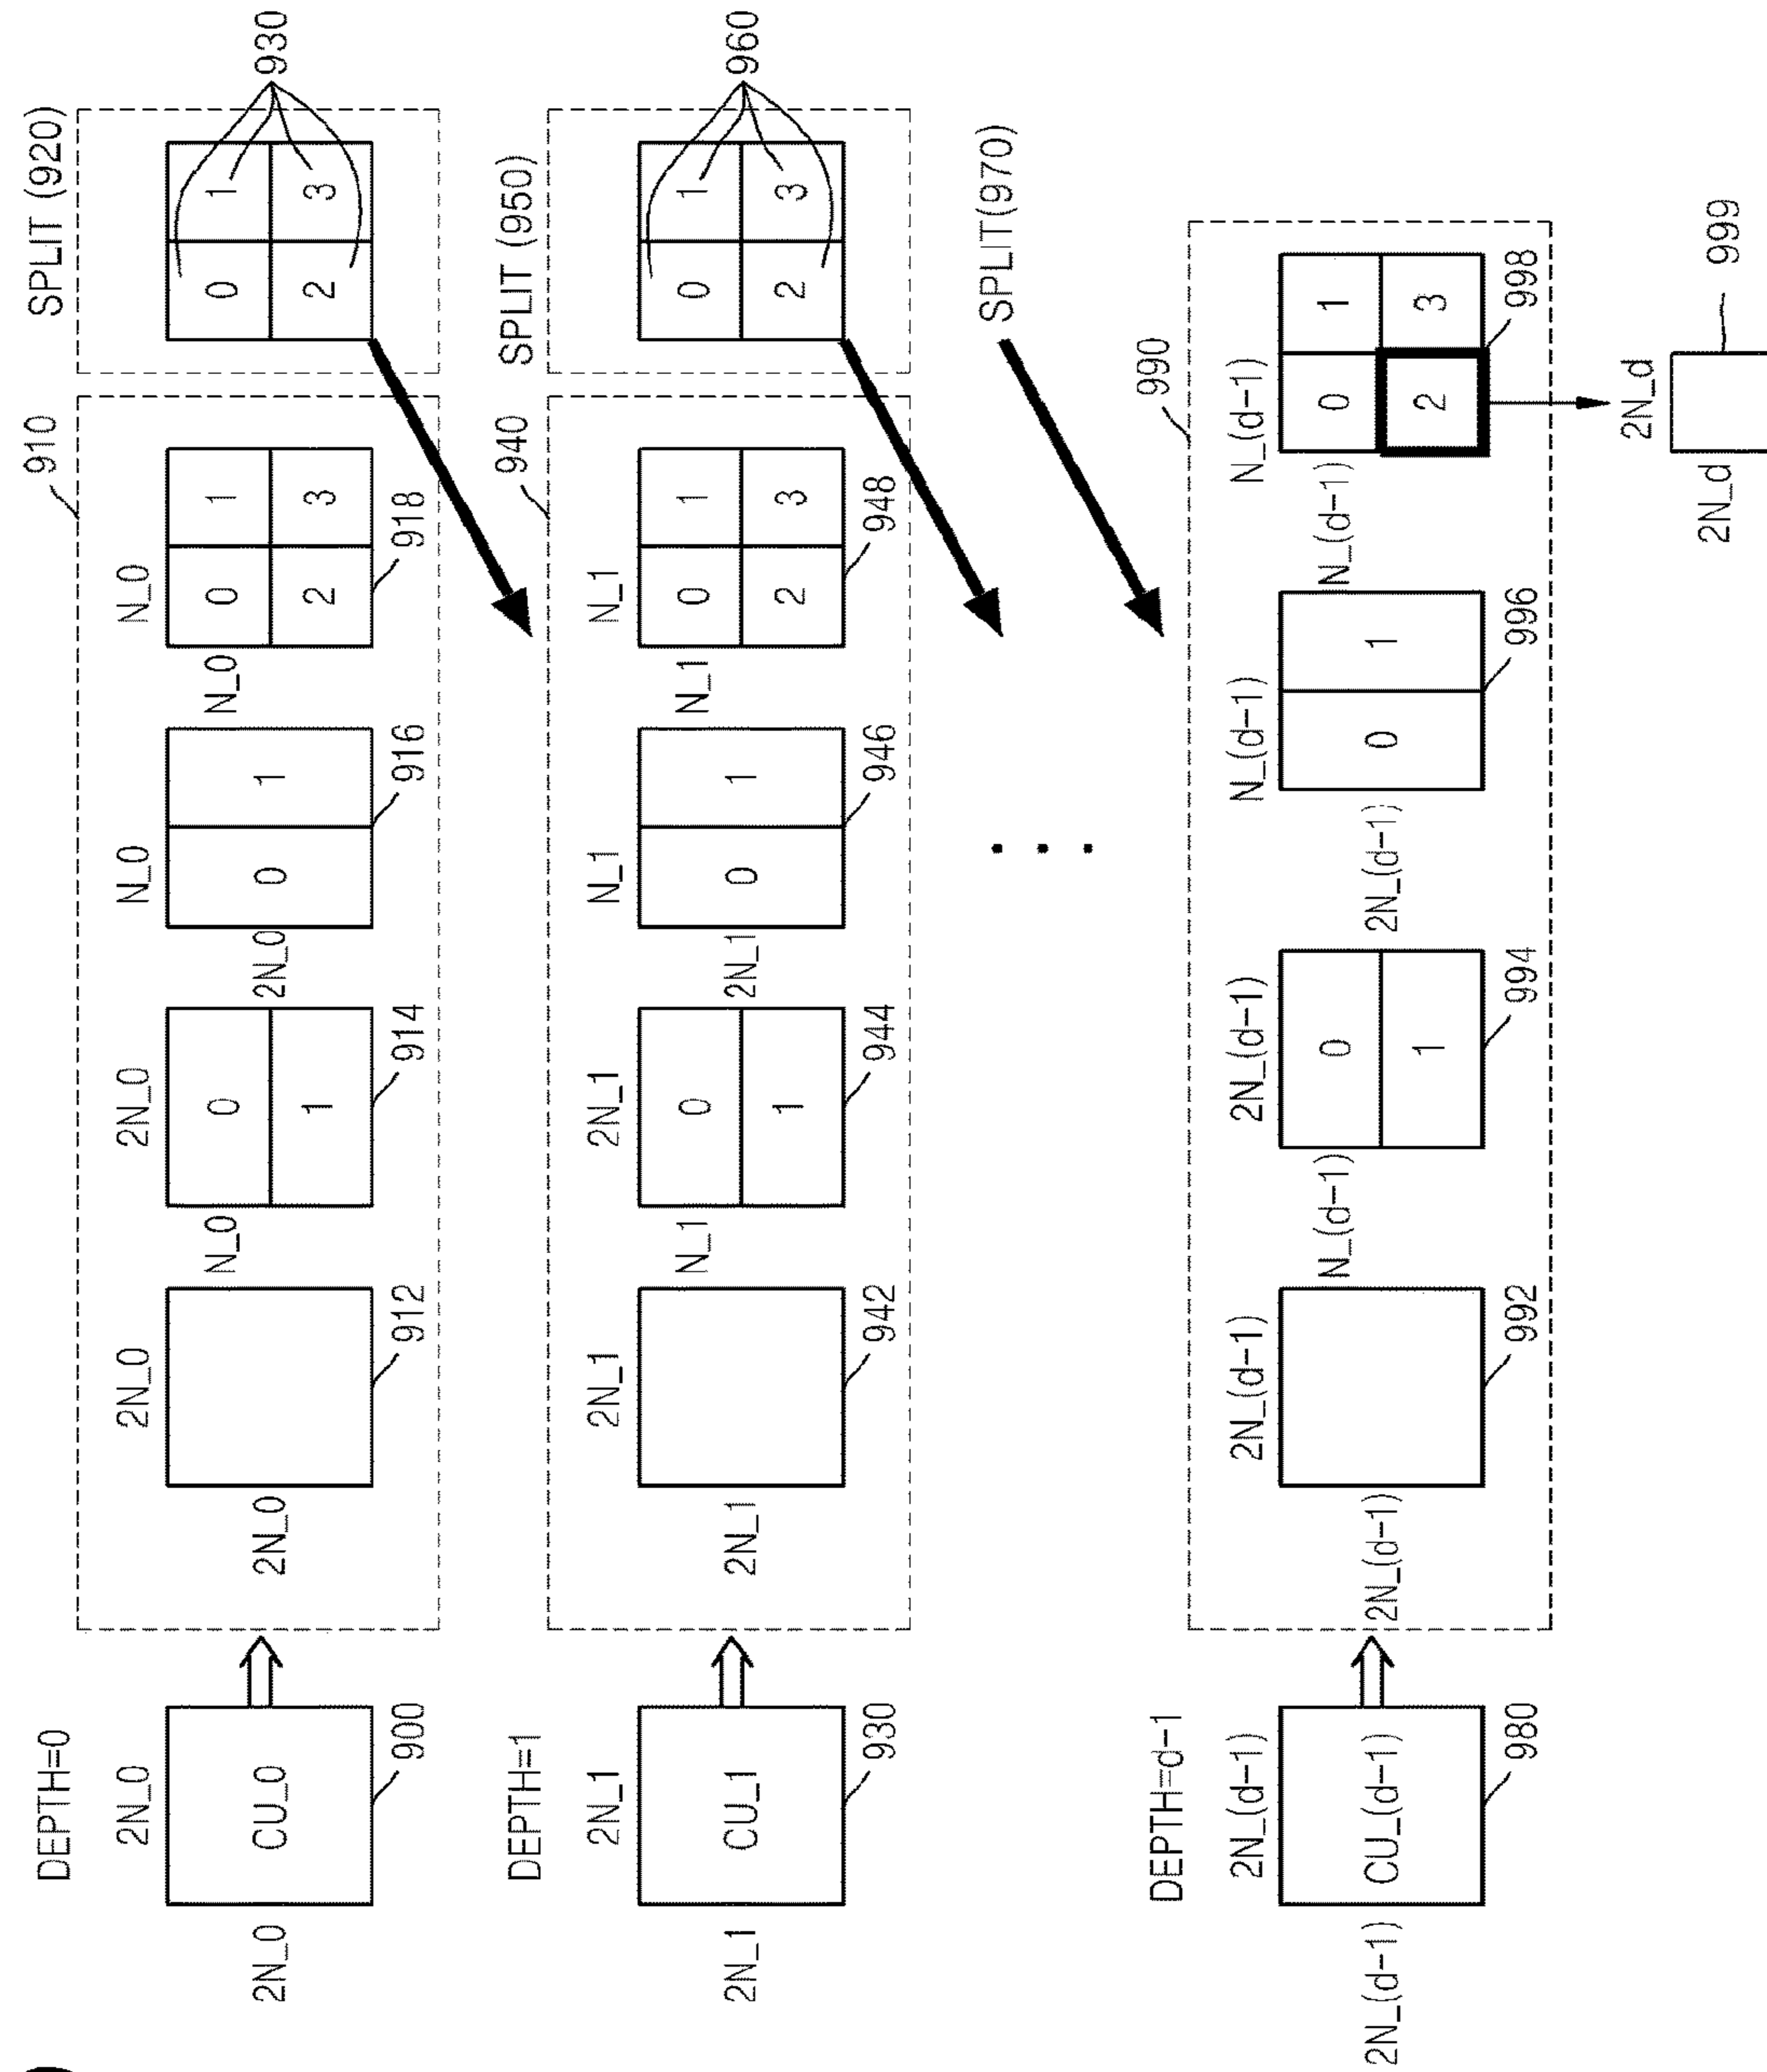 DEPTH=0
2N_0
2N_0
CU_0
900
910
2N_0
2N_0
912
2N_0
N_0
0
1
914
N_0
2N_0
0 1
916
N_0
N_0
0 1
2 3
918
SPLIT (920)
0 1
2 3
930
DEPTH=1
2N_1
2N_1
CU_1
930
940
2N_1
2N_1
942
2N_1
N_1
0
1
944
N_1
2N_1
0 1
946
N_1
N_1
0 1
2 3
948
SPLIT (950)
0 1
2 3
960
SPLIT(970)
DEPTH=d-1
2N_(d-1)
2N_(d-1)
CU_(d-1)
980
990
2N_(d-1)
2N_(d-1)
992
2N_(d-1)
N_(d-1)
0
1
994
N_(d-1)
2N_(d-1)
0 1
996
N_(d-1)
N_(d-1)
0 1
2 3
998
2N_d
2N_d
999